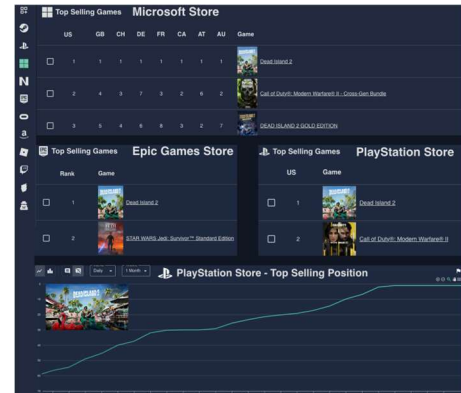 Top Selling Games Microsoft Store
US GB CH DE FR CA AT AU Game
1 1 1 1 1 1 1 1 Dead Island 2
2 4 3 7 3 2 6 2 Call of Duty®: Modern Warfare® II - Cross-Gen Bundle
3 5 4 6 8 3 2 7 DEAD ISLAND 2 GOLD EDITION
Top Selling Games Epic Games Store
Rank Game
1 Dead Island 2
2 STAR WARS Jedi: Survivor™ Standard Edition
Top Selling Games PlayStation Store
US Game
1 Dead Island 2
2 Call of Duty®: Modern Warfare® II
Daily 1 Month PlayStation Store - Top Selling Position